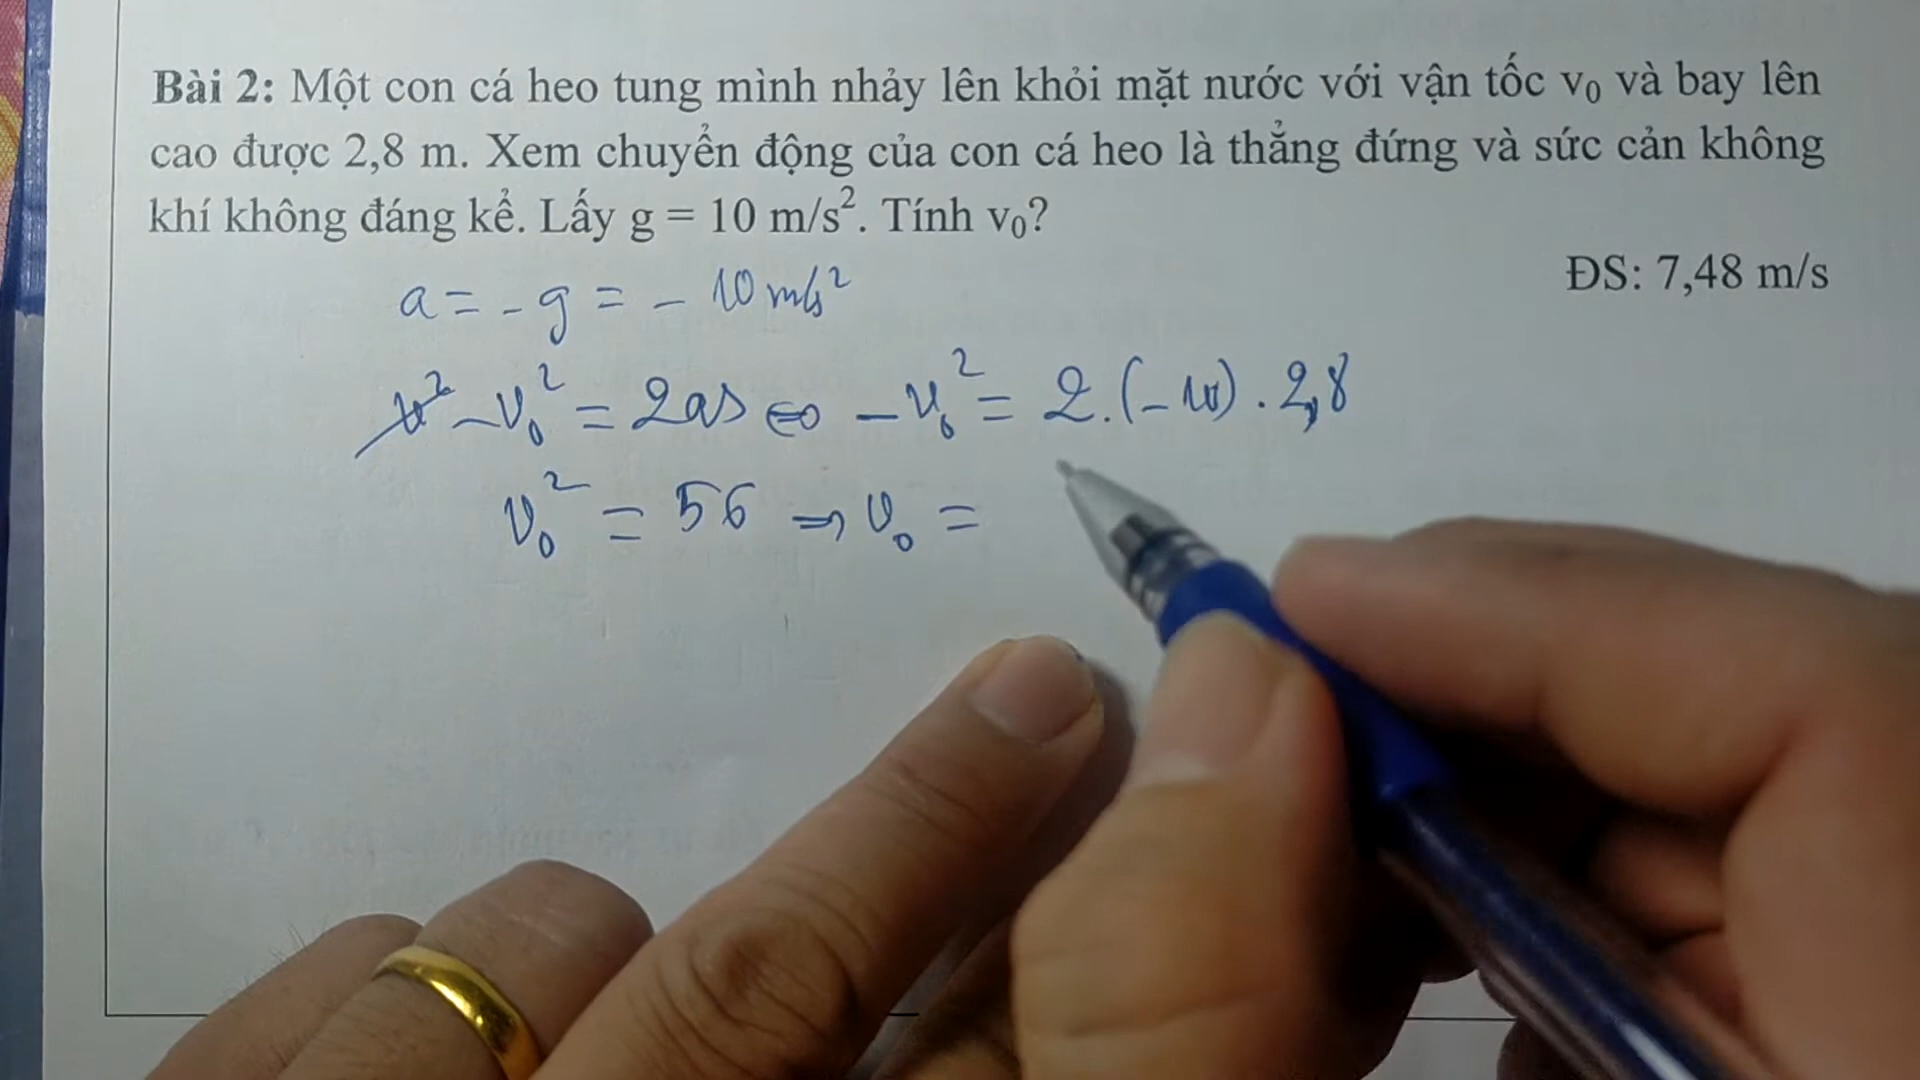 Bài 2: Một con cá heo tung mình nhảy lên khỏi mặt nước với vận tốc v₀ và bay lên
cao được 2,8 m. Xem chuyển động của con cá heo là thẳng đứng và sức cản không
khí không đáng kể. Lấy g = 10 m/s². Tính v₀?
ĐS: 7,48 m/s
a = - g = - 10 m/s²
v² - v₀² = 2as ⇔ - v₀² = 2.(-10).2,8
v₀² = 56 ⇒ v₀ =